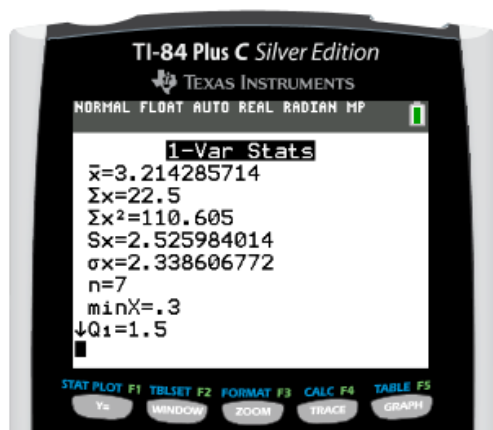 TI-84 Plus C Silver Edition
TEXAS INSTRUMENTS
NORMAL FLOAT AUTO REAL RADIAN MP
1-Var Stats
x̄=3.214285714
Σx=22.5
Σx²=110.605
Sx=2.525984014
σx=2.338606772
n=7
minX=.3
↓Q₁=1.5
STAT PLOT F1 TBLSET F2 FORMAT F3 CALC F4 TABLE F5
Y= WINDOW ZOOM TRACE GRAPH